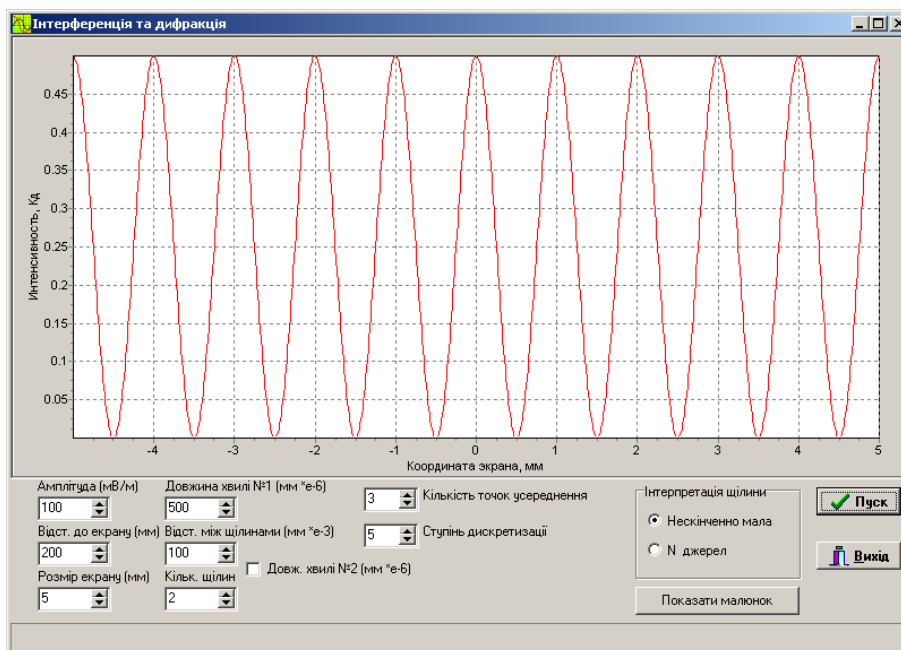 Інтерференція та дифракція
Интенсивность, Кд
0.45
0.4
0.35
0.3
0.25
0.2
0.15
0.1
0.05
-4 -3 -2 -1 0 1 2 3 4 5
Координата экрана, мм
Амплітуда (мВ/м) Довжина хвилі №1 (мм *е-6)
100 500
3 Кількість точок усереднення
Відст. до екрану (мм) Відст. між щілинами (мм *е-3)
200 100
5 Ступінь дискретизації
Розмір екрану (мм) Кільк. щілин
5 2
Довж. хвилі №2 (мм *е-6)
Інтерпретація щілини
Нескінченно мала
N джерел
Показати малюнок
Пуск
Вихід